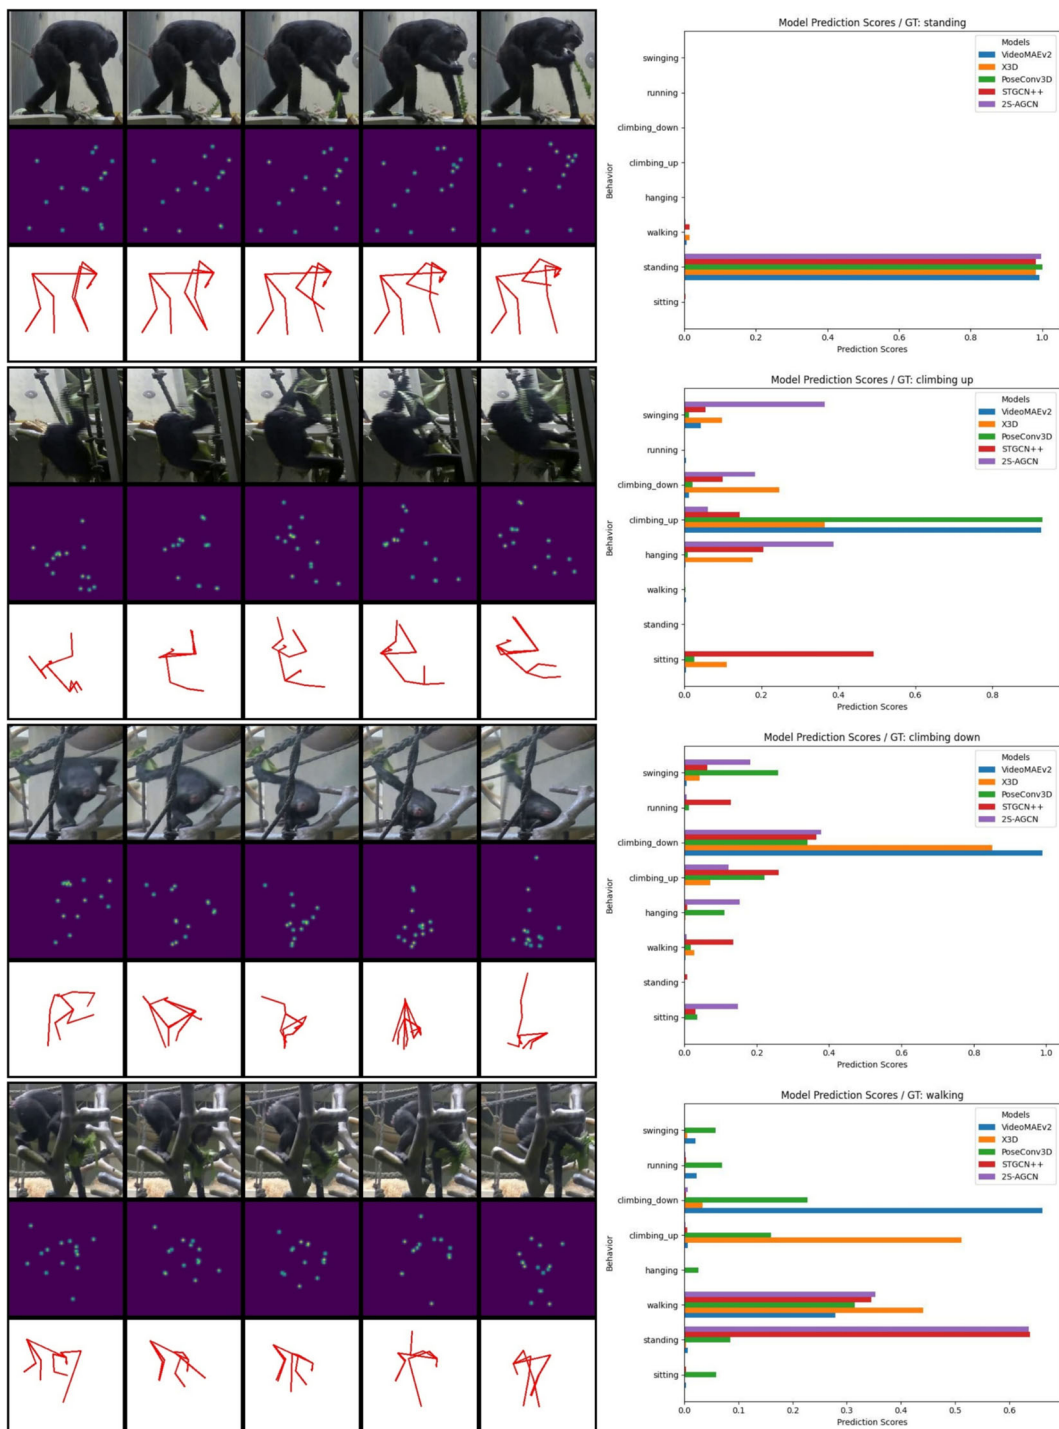 Model Prediction Scores / GT: standing
Models
VideoMAEv2
X3D
PoseConv3D
STGCN++
2S-AGCN
Behavior
swinging
running
climbing_down
climbing_up
hanging
walking
standing
sitting
0.0 0.2 0.4 0.6 0.8 1.0
Prediction Scores
Model Prediction Scores / GT: climbing up
Models
VideoMAEv2
X3D
PoseConv3D
STGCN++
2S-AGCN
Behavior
swinging
running
climbing_down
climbing_up
hanging
walking
standing
sitting
0.0 0.2 0.4 0.6 0.8
Prediction Scores
Model Prediction Scores / GT: climbing down
Models
VideoMAEv2
X3D
PoseConv3D
STGCN++
2S-AGCN
Behavior
swinging
running
climbing_down
climbing_up
hanging
walking
standing
sitting
0.0 0.2 0.4 0.6 0.8 1.0
Prediction Scores
Model Prediction Scores / GT: walking
Models
VideoMAEv2
X3D
PoseConv3D
STGCN++
2S-AGCN
Behavior
swinging
running
climbing_down
climbing_up
hanging
walking
standing
sitting
0.0 0.1 0.2 0.3 0.4 0.5 0.6
Prediction Scores